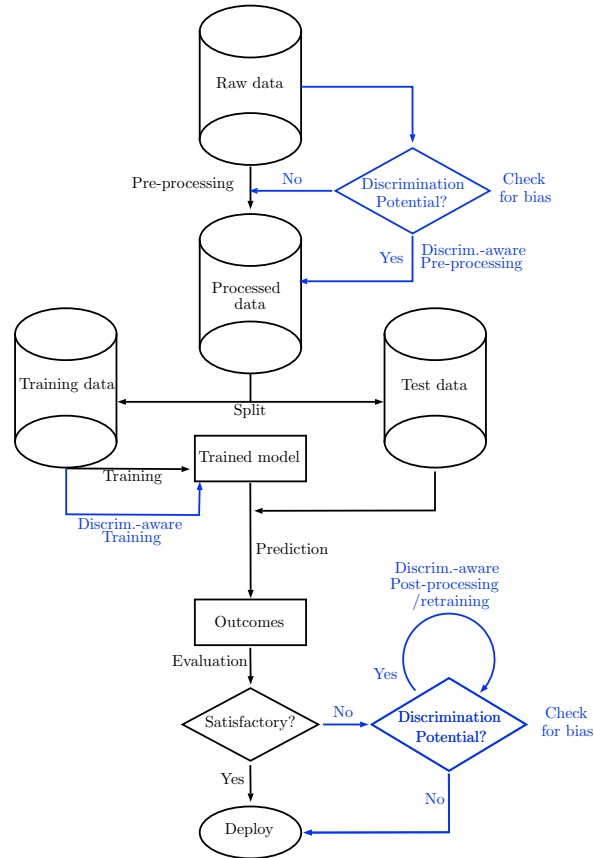 Raw data
Pre-processing
No
Discrimination
Potential?
Check
for bias
Yes
Discrim.-aware
Pre-processing
Processed
data
Training data
Test data
Split
Trained model
Training
Discrim.-aware
Training
Prediction
Discrim.-aware
Post-processing
/retraining
Outcomes
Evaluation
Yes
Satisfactory?
No
Discrimination
Potential?
Check
for bias
Yes
No
Deploy